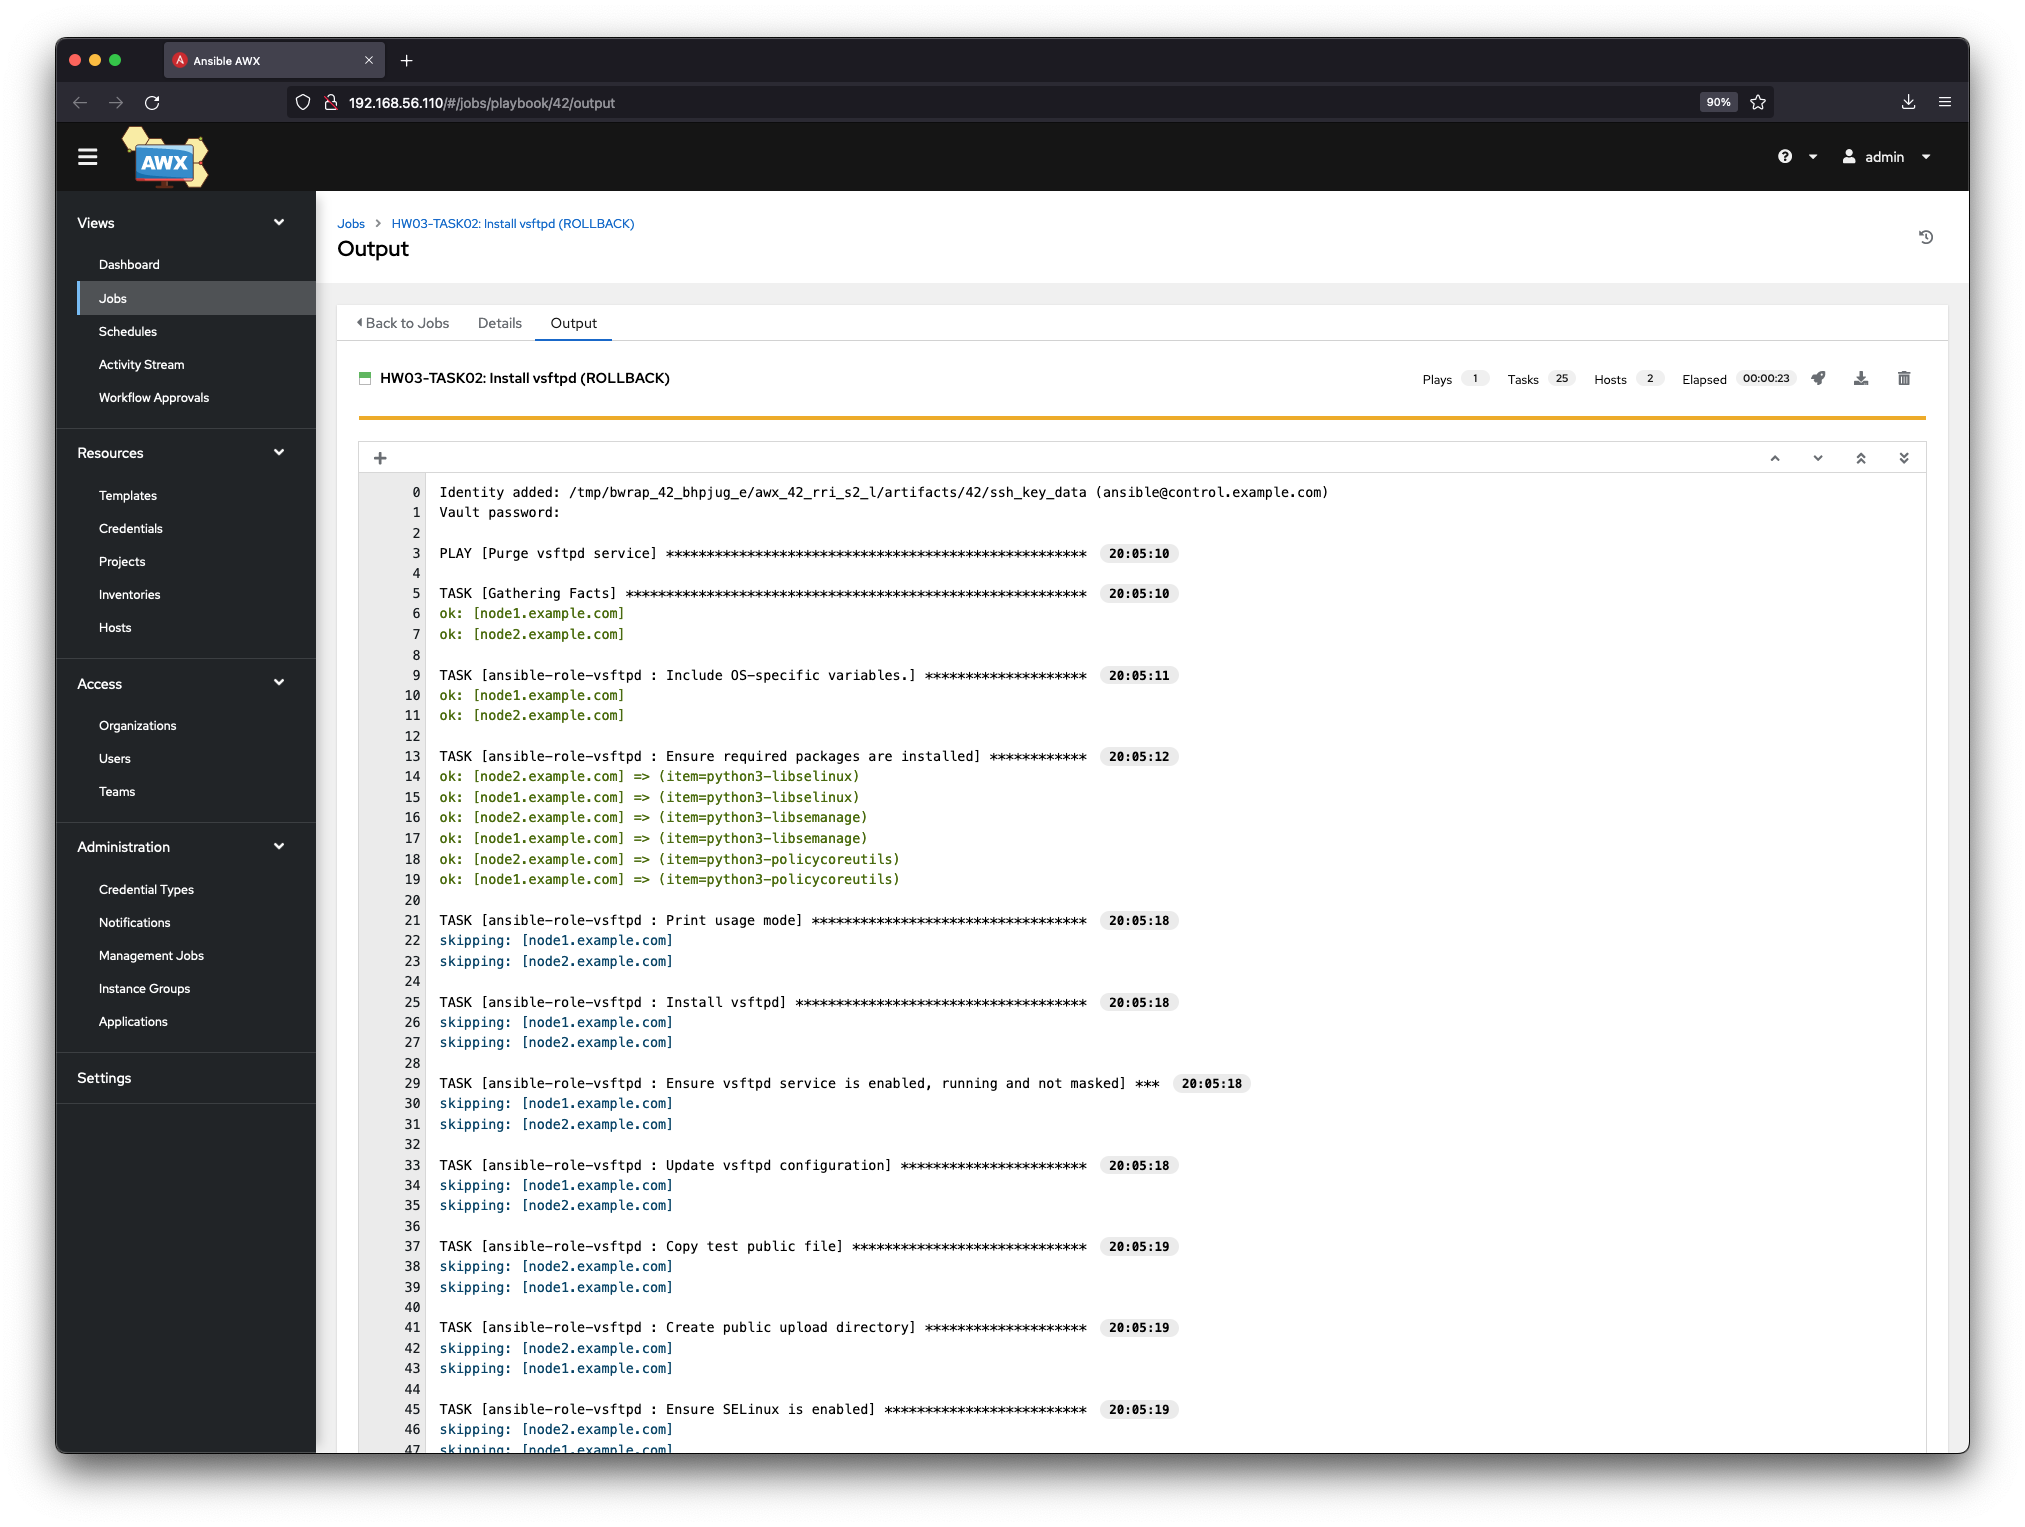 Ansible AWX
192.168.56.110/#/jobs/playbook/42/output
90%
AWX
admin
Views
Dashboard
Jobs
Schedules
Activity Stream
Workflow Approvals
Resources
Templates
Credentials
Projects
Inventories
Hosts
Access
Organizations
Users
Teams
Administration
Credential Types
Notifications
Management Jobs
Instance Groups
Applications
Settings
Jobs > HW03-TASK02: Install vsftpd (ROLLBACK)
Output
Back to Jobs Details Output
HW03-TASK02: Install vsftpd (ROLLBACK)
Plays 1 Tasks 25 Hosts 2 Elapsed 00:00:23
0 Identity added: /tmp/bwrap_42_bhpjug_e/awx_42_rri_s2_l/artifacts/42/ssh_key_data (ansible@control.example.com)
1 Vault password:
2
3 PLAY [Purge vsftpd service] **************************************************** 20:05:10
4
5 TASK [Gathering Facts] ********************************************************* 20:05:10
6 ok: [node1.example.com]
7 ok: [node2.example.com]
8
9 TASK [ansible-role-vsftpd : Include OS-specific variables.] ******************** 20:05:11
10 ok: [node1.example.com]
11 ok: [node2.example.com]
12
13 TASK [ansible-role-vsftpd : Ensure required packages are installed] ************ 20:05:12
14 ok: [node2.example.com] => (item=python3-libselinux)
15 ok: [node1.example.com] => (item=python3-libselinux)
16 ok: [node2.example.com] => (item=python3-libsemanage)
17 ok: [node1.example.com] => (item=python3-libsemanage)
18 ok: [node2.example.com] => (item=python3-policycoreutils)
19 ok: [node1.example.com] => (item=python3-policycoreutils)
20
21 TASK [ansible-role-vsftpd : Print usage mode] ********************************** 20:05:18
22 skipping: [node1.example.com]
23 skipping: [node2.example.com]
24
25 TASK [ansible-role-vsftpd : Install vsftpd] ************************************ 20:05:18
26 skipping: [node1.example.com]
27 skipping: [node2.example.com]
28
29 TASK [ansible-role-vsftpd : Ensure vsftpd service is enabled, running and not masked] *** 20:05:18
30 skipping: [node1.example.com]
31 skipping: [node2.example.com]
32
33 TASK [ansible-role-vsftpd : Update vsftpd configuration] *********************** 20:05:18
34 skipping: [node1.example.com]
35 skipping: [node2.example.com]
36
37 TASK [ansible-role-vsftpd : Copy test public file] ***************************** 20:05:19
38 skipping: [node2.example.com]
39 skipping: [node1.example.com]
40
41 TASK [ansible-role-vsftpd : Create public upload directory] ******************** 20:05:19
42 skipping: [node2.example.com]
43 skipping: [node1.example.com]
44
45 TASK [ansible-role-vsftpd : Ensure SELinux is enabled] ************************* 20:05:19
46 skipping: [node2.example.com]
47 skipping: [node1.example.com]